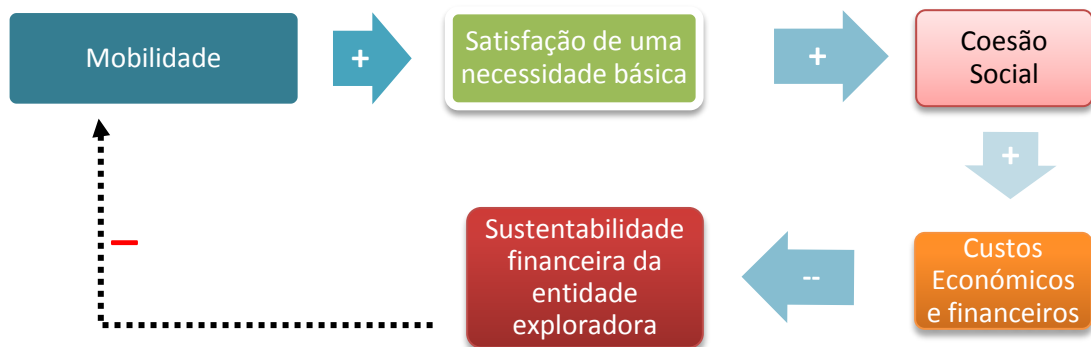 Mobilidade
+
Satisfação de uma
necessidade básica
+
Coesão
Social
+
Custos
Económicos
e financeiros
--
Sustentabilidade
financeira da
entidade
exploradora
—